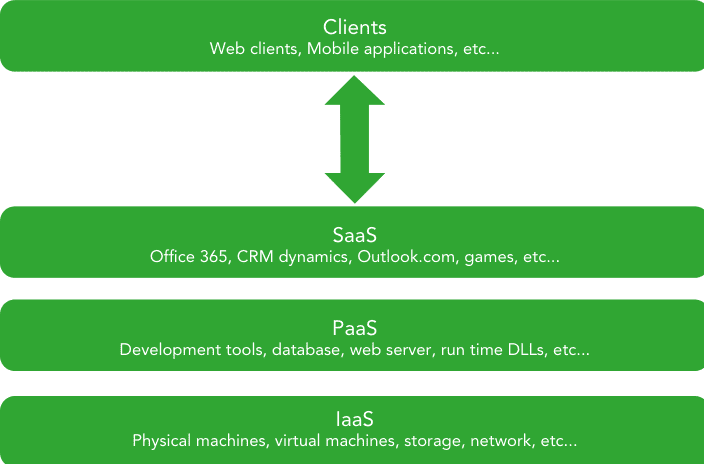 Clients
Web clients, Mobile applications, etc...
SaaS
Office 365, CRM dynamics, Outlook.com, games, etc...
PaaS
Development tools, database, web server, run time DLLs, etc...
IaaS
Physical machines, virtual machines, storage, network, etc...